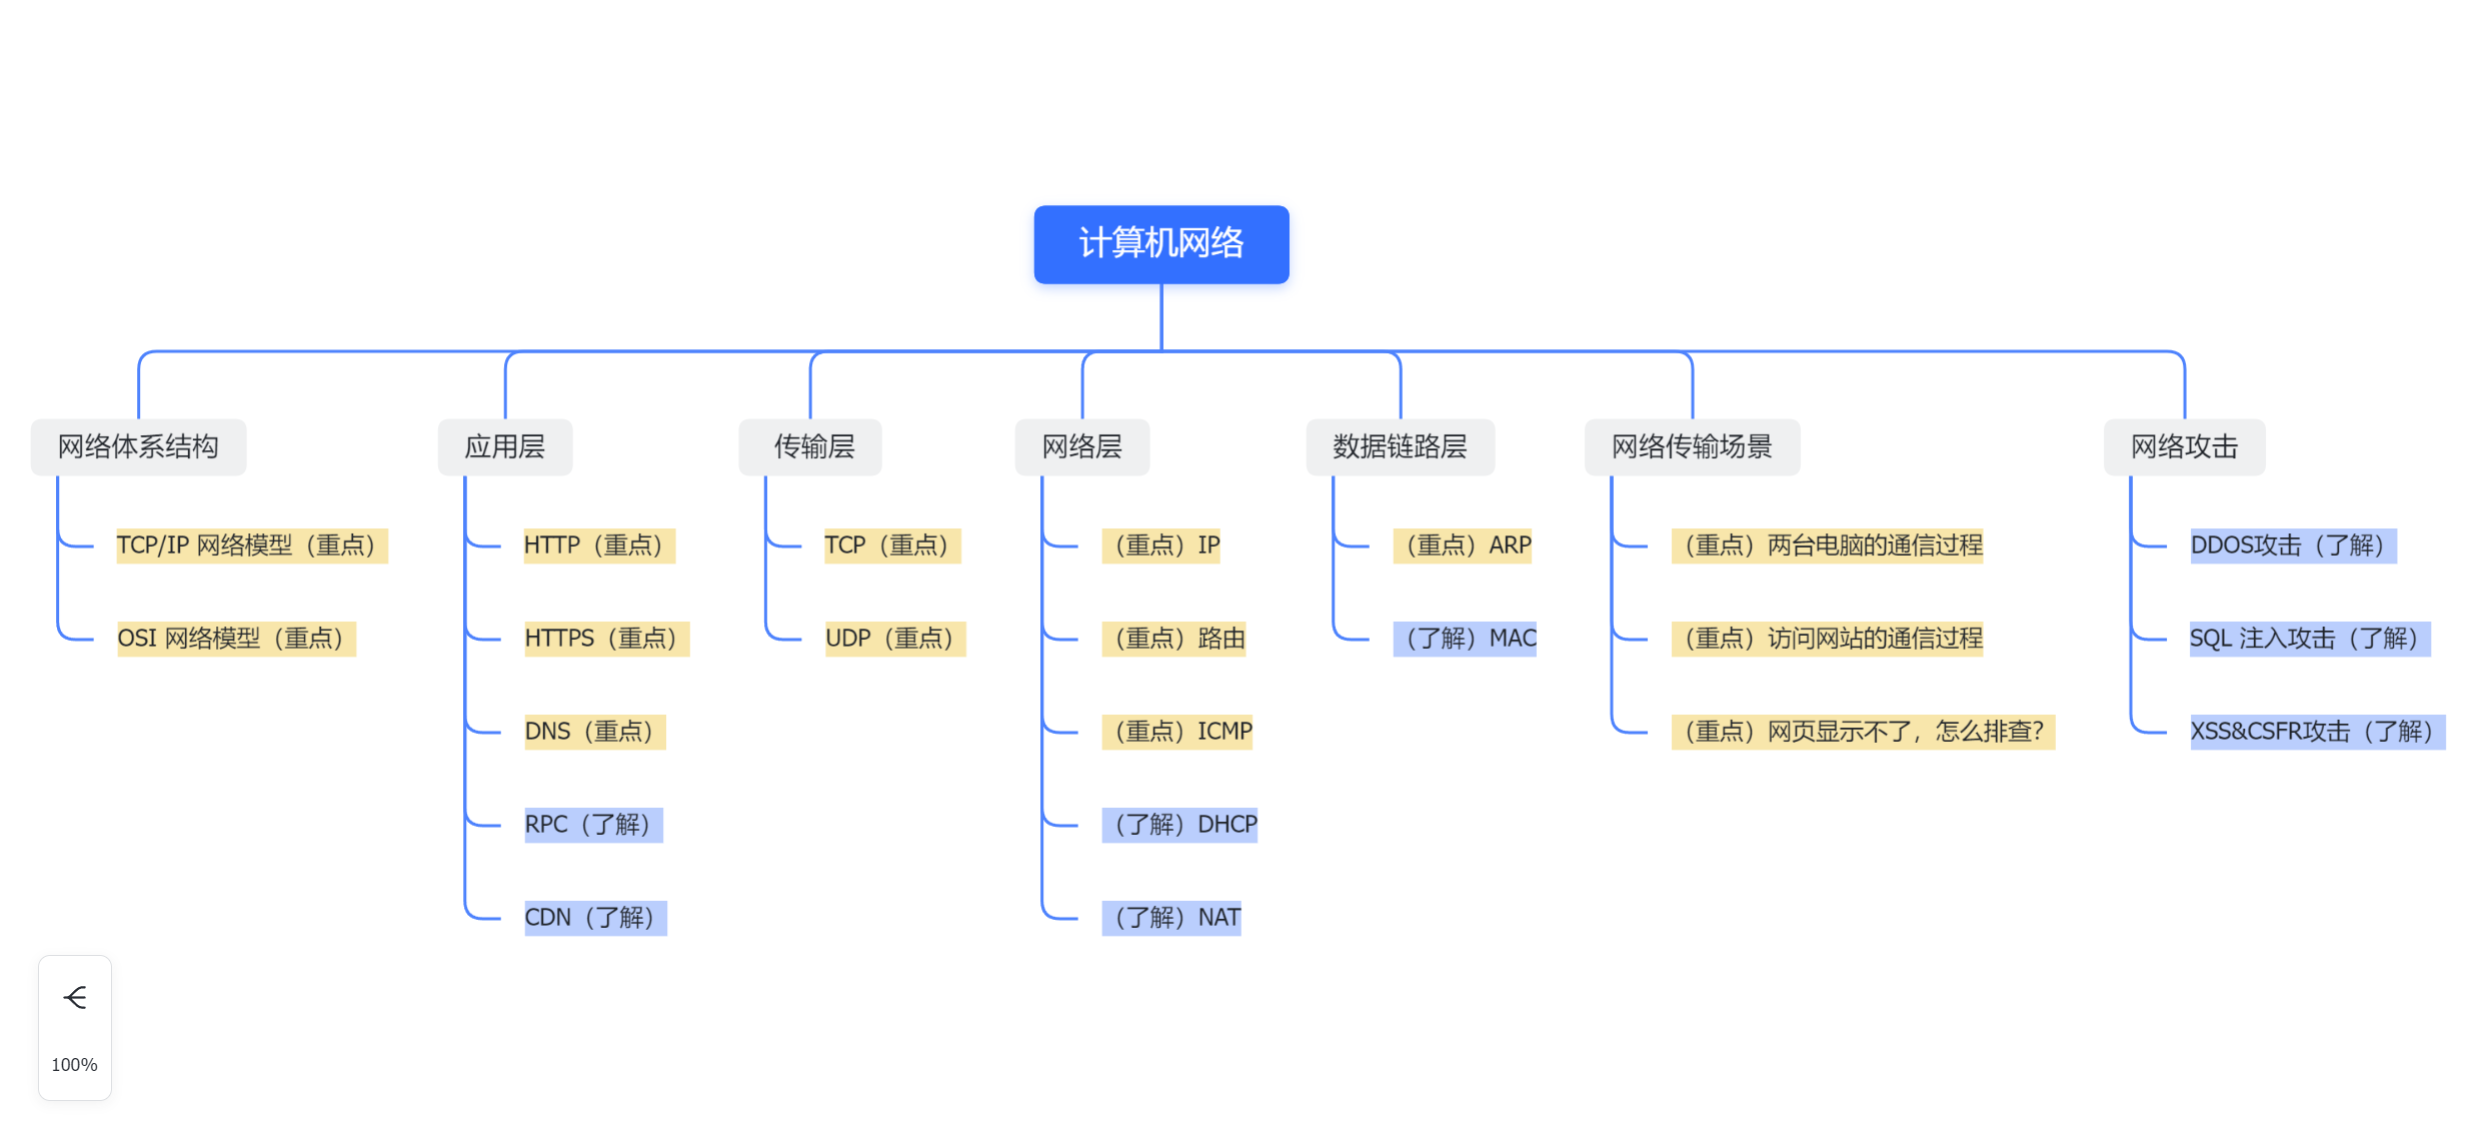 计算机网络
网络体系结构
TCP/IP 网络模型（重点）
OSI 网络模型（重点）
应用层
HTTP（重点）
HTTPS（重点）
DNS（重点）
RPC（了解）
CDN（了解）
传输层
TCP（重点）
UDP（重点）
网络层
（重点）IP
（重点）路由
（重点）ICMP
（了解）DHCP
（了解）NAT
数据链路层
（重点）ARP
（了解）MAC
网络传输场景
（重点）两台电脑的通信过程
（重点）访问网站的通信过程
（重点）网页显示不了，怎么排查？
网络攻击
DDOS攻击（了解）
SQL 注入攻击（了解）
XSS&CSFR攻击（了解）
100%